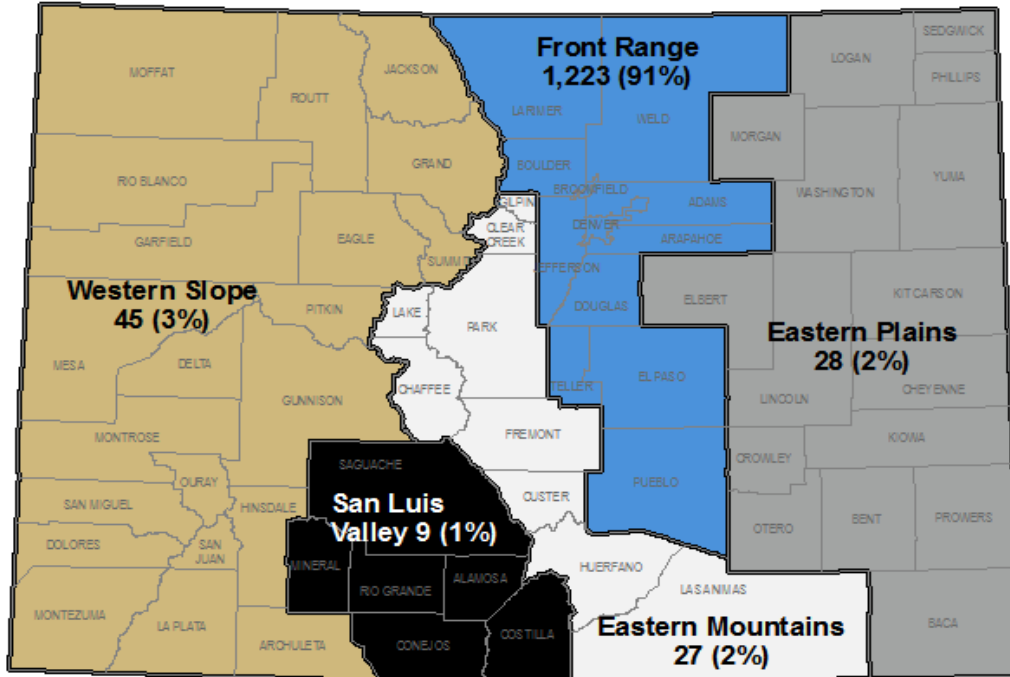 SEDGWICK
LOGAN
Front Range
1,223 (91%)
JACKSON
MOFFAT
PHILLIPS
ROUTT
LARIMER
WELD
MORGAN
GRAND
BOULDER
RIO BLANCO
YUMA
BROOMFIELD
WASHINGTON
GILPIN
ADAMS
CLEAR
CREEK
DENVER
GARFIELD
EAGLE
ARAPAHOE
SUMMIT
JEFFERSON
Western Slope
45 (3%)
PITKIN
LAKE
DOUGLAS
ELBERT
KIT CARSON
PARK
Eastern Plains
28 (2%)
MESA
DELTA
CHAFFEE
TELLER
EL PASO
CHEYENNE
GUNNISON
LINCOLN
MONTROSE
FREMONT
KIOWA
SAGUACHE
CROWLEY
OURAY
PUEBLO
SAN MIGUEL
HINSDALE
San Luis
Valley 9 (1%)
CUSTER
BENT
PROWERS
OTERO
DOLORES
SAN
JUAN
MINERAL
HUERFANO
ALAMOSA
RIO GRANDE
LAS ANIMAS
MONTEZUMA
LA PLATA
BACA
Eastern Mountains
27 (2%)
COSTILLA
ARCHULETA
CONEJOS